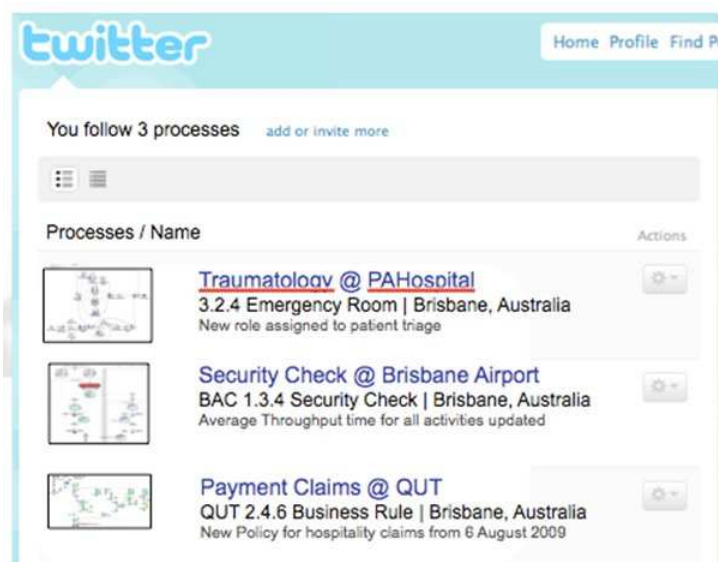 twitter
Home Profile Find P
You follow 3 processes add or invite more
Processes / Name Actions
Traumatology @ PAHospital
3.2.4 Emergency Room | Brisbane, Australia
New role assigned to patient triage
Security Check @ Brisbane Airport
BAC 1.3.4 Security Check | Brisbane, Australia
Average Throughput time for all activities updated
Payment Claims @ QUT
QUT 2.4.6 Business Rule | Brisbane, Australia
New Policy for hospitality claims from 6 August 2009